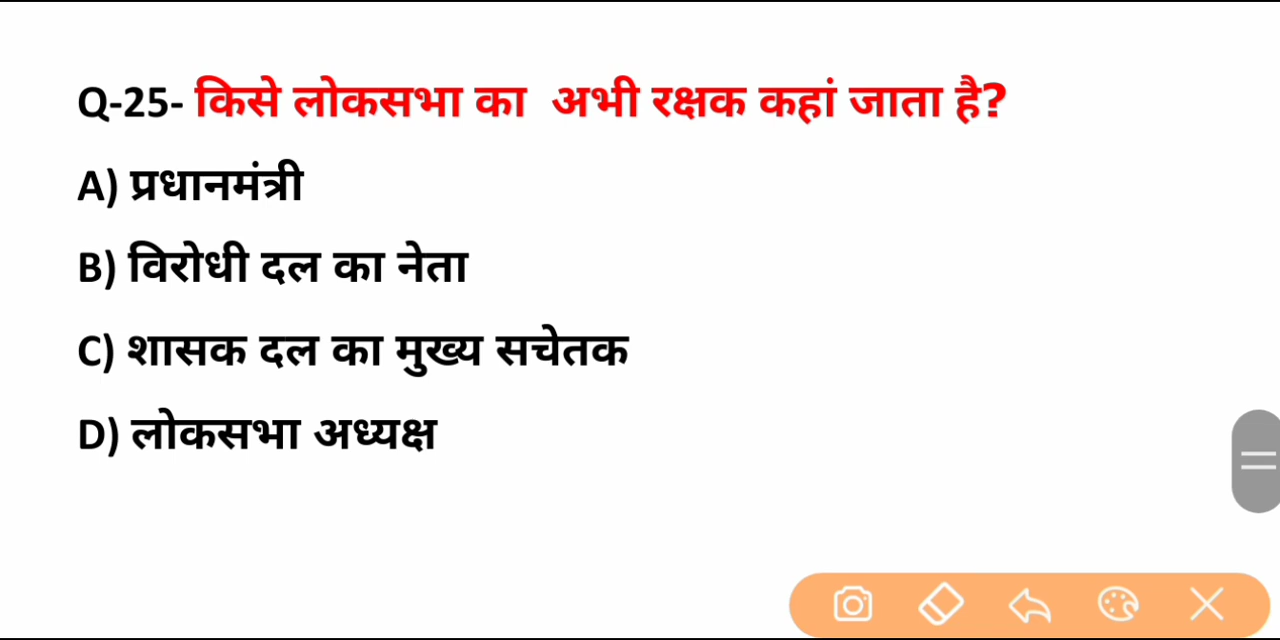 Q-25- किसे लोकसभा का अभी रक्षक कहां जाता है?
A) प्रधानमंत्री
B) विरोधी दल का नेता
C) शासक दल का मुख्य सचेतक
D) लोकसभा अध्यक्ष